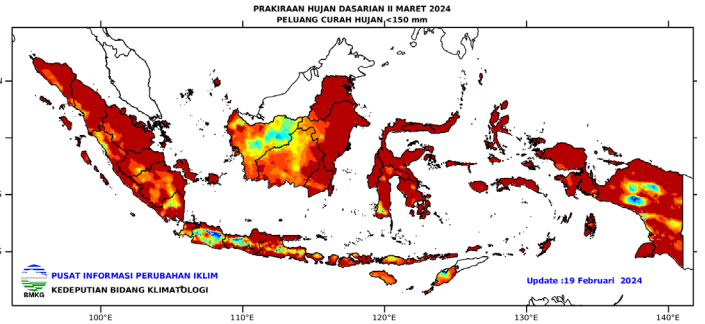 PRAKIRAAN HUJAN DASARIAN II MARET 2024
PELUANG CURAH HUJAN <150 mm
N
S
S
PUSAT INFORMASI PERUBAHAN IKLIM
KEDEPUTIAN BIDANG KLIMATOLOGI
BMKG
Update :19 Februari 2024
100°E 110°E 120°E 130°E 140°E